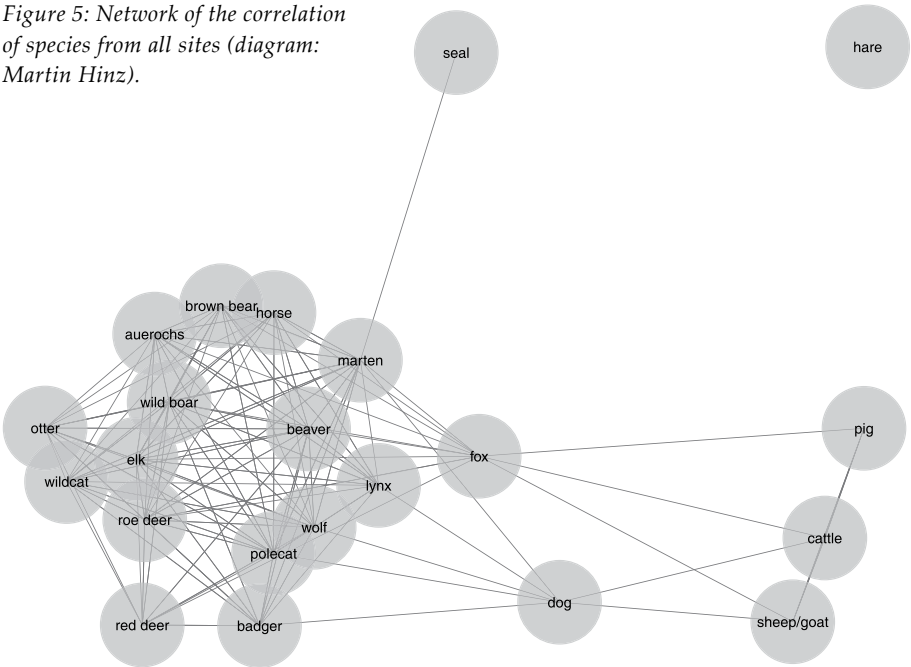 Figure 5: Network of the correlation
of species from all sites (diagram:
Martin Hinz).
seal
hare
brown bear
horse
auerochs
marten
wild boar
otter
beaver
pig
fox
elk
wildcat
lynx
roe deer
wolf
cattle
polecat
dog
sheep/goat
red deer
badger